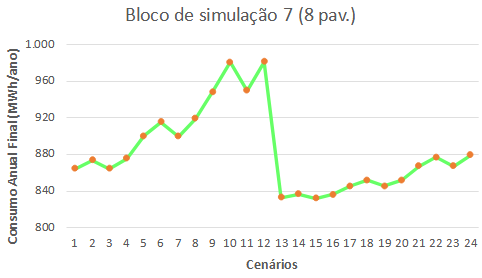 Bloco de simulação 7 (8 pav.)
Consumo Anual Final (MWh/ano)
1.000
960
920
880
840
800
1 2 3 4 5 6 7 8 9 10 11 12 13 14 15 16 17 18 19 20 21 22 23 24
Cenários